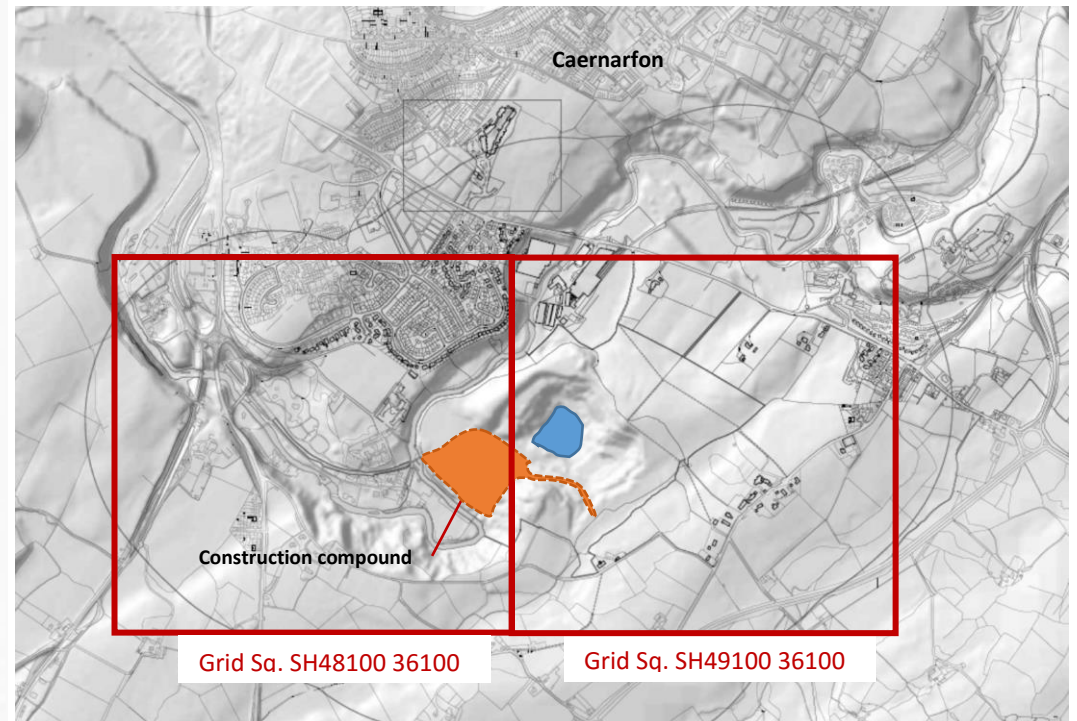 Caernarfon
Construction compound
Grid Sq. SH48100 36100
Grid Sq. SH49100 36100